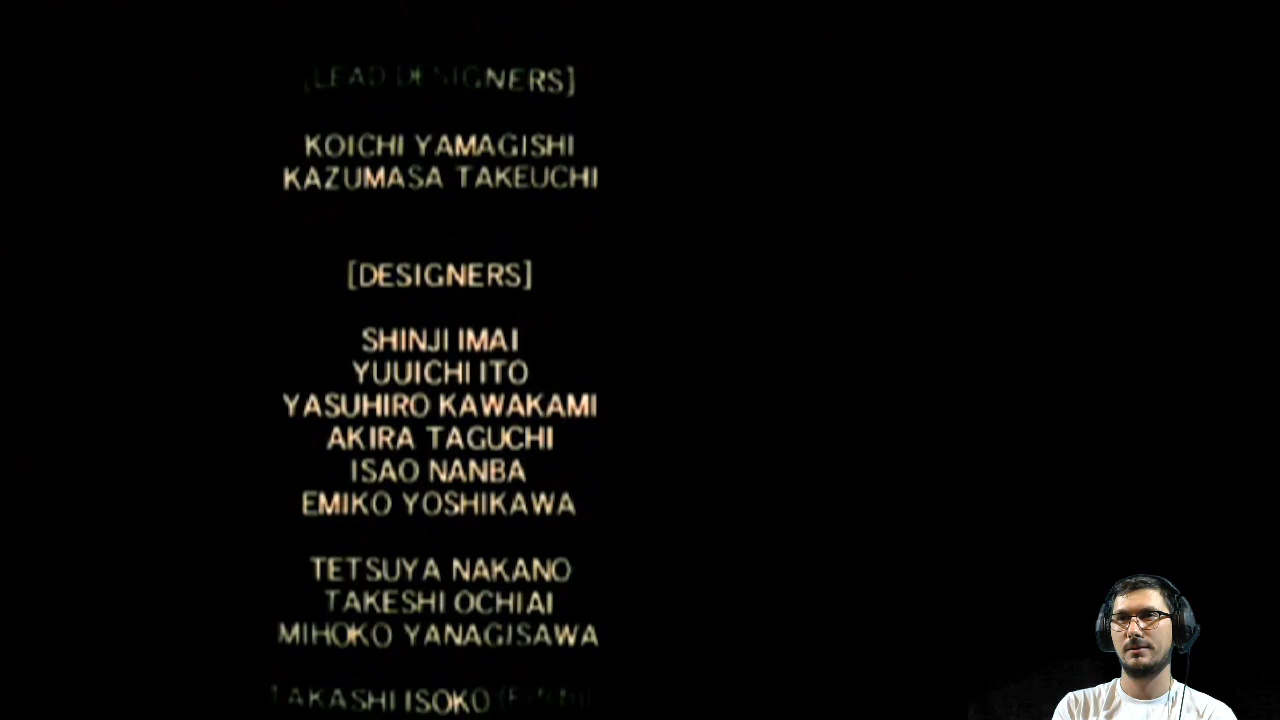 [LEAD DESIGNERS]
KOICHI YAMAGISHI
KAZUMASA TAKEUCHI
[DESIGNERS]
SHINJI IMAI
YUUICHI ITO
YASUHIRO KAWAKAMI
AKIRA TAGUCHI
ISAO NANBA
EMIKO YOSHIKAWA
TETSUYA NAKANO
TAKESHI OCHIAI
MIHOKO YANAGISAWA
TAKASHI ISOKO